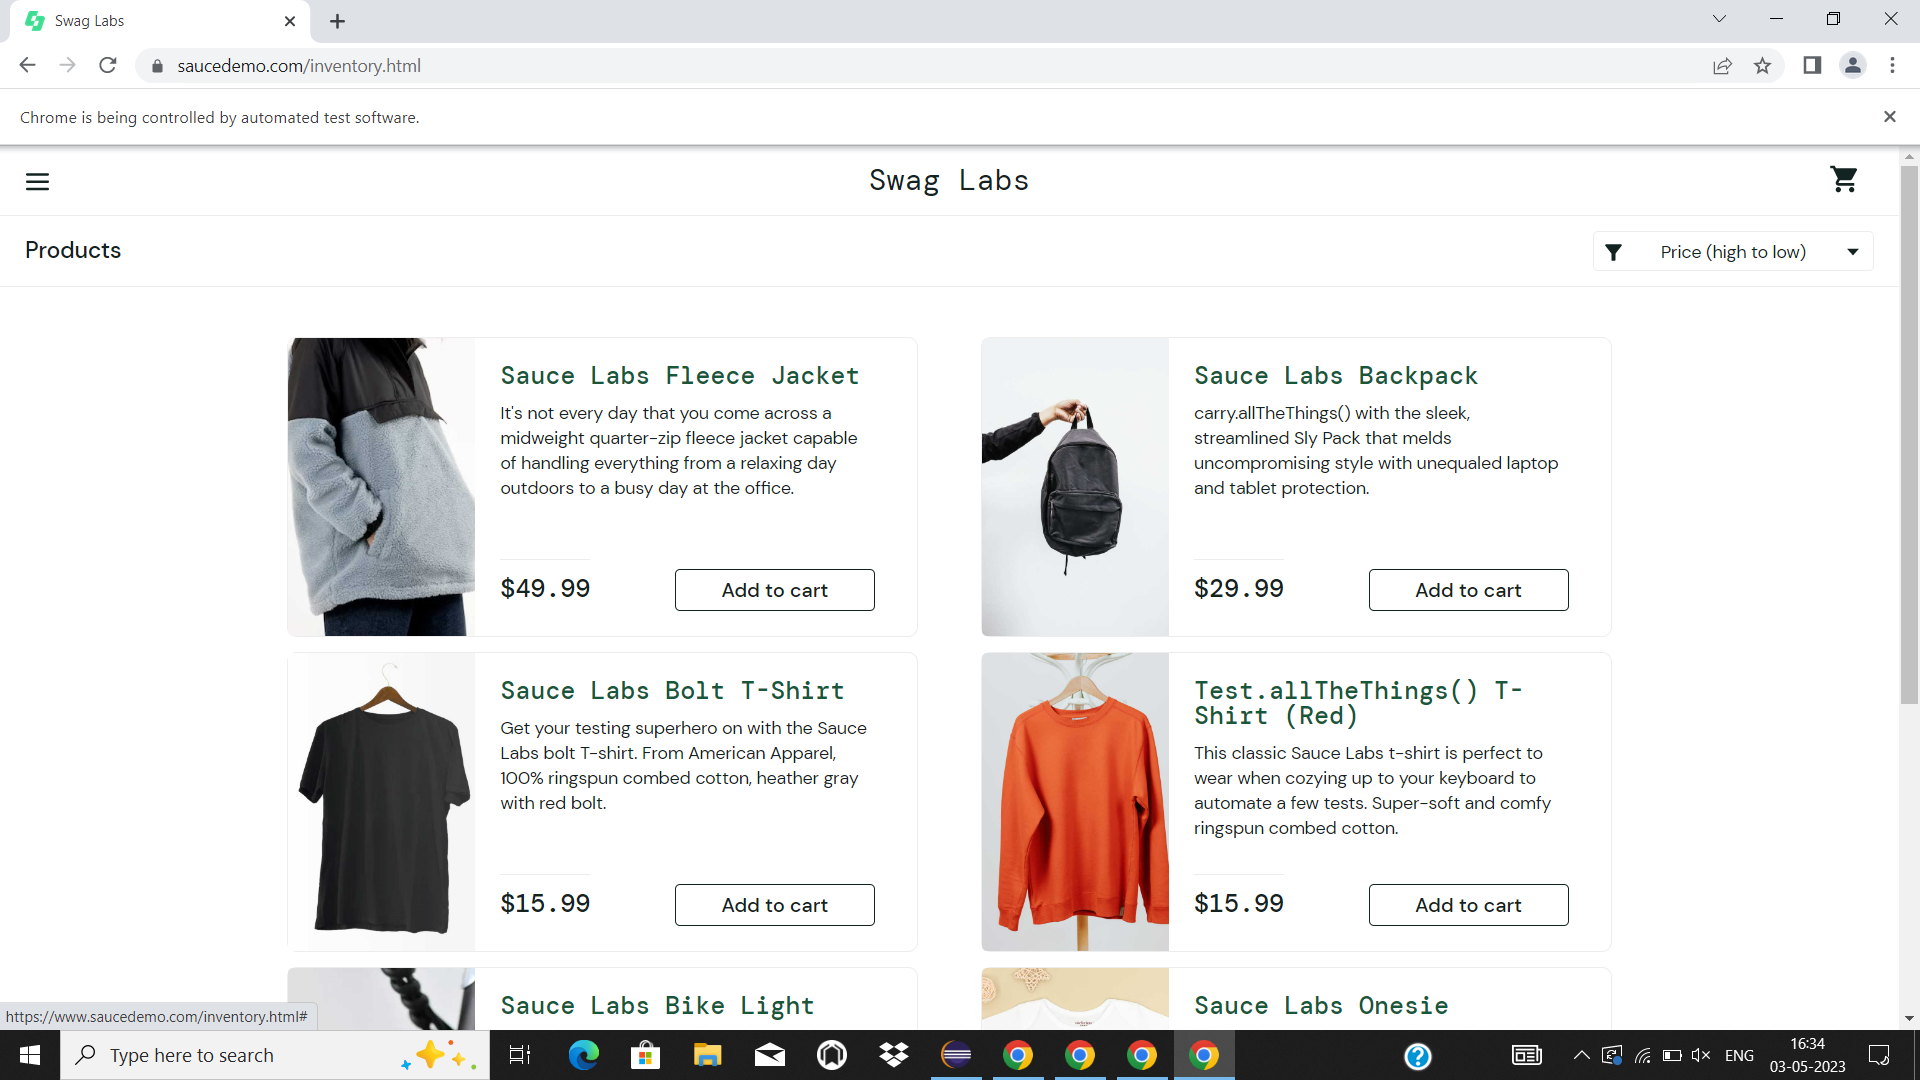 Swag Labs
saucedemo.com/inventory.html
Chrome is being controlled by automated test software.
Swag Labs
Products
Price (high to low)
Sauce Labs Fleece Jacket
It's not every day that you come across a
midweight quarter-zip fleece jacket capable
of handling everything from a relaxing day
outdoors to a busy day at the office.
$49.99
Add to cart
Sauce Labs Backpack
carry.allTheThings() with the sleek,
streamlined Sly Pack that melds
uncompromising style with unequaled laptop
and tablet protection.
$29.99
Add to cart
Sauce Labs Bolt T-Shirt
Get your testing superhero on with the Sauce
Labs bolt T-shirt. From American Apparel,
100% ringspun combed cotton, heather gray
with red bolt.
$15.99
Add to cart
Test.allTheThings() T-
Shirt (Red)
This classic Sauce Labs t-shirt is perfect to
wear when cozying up to your keyboard to
automate a few tests. Super-soft and comfy
ringspun combed cotton.
$15.99
Add to cart
Sauce Labs Bike Light
Sauce Labs Onesie
https://www.saucedemo.com/inventory.html#
Type here to search
ENG
16:34
03-05-2023